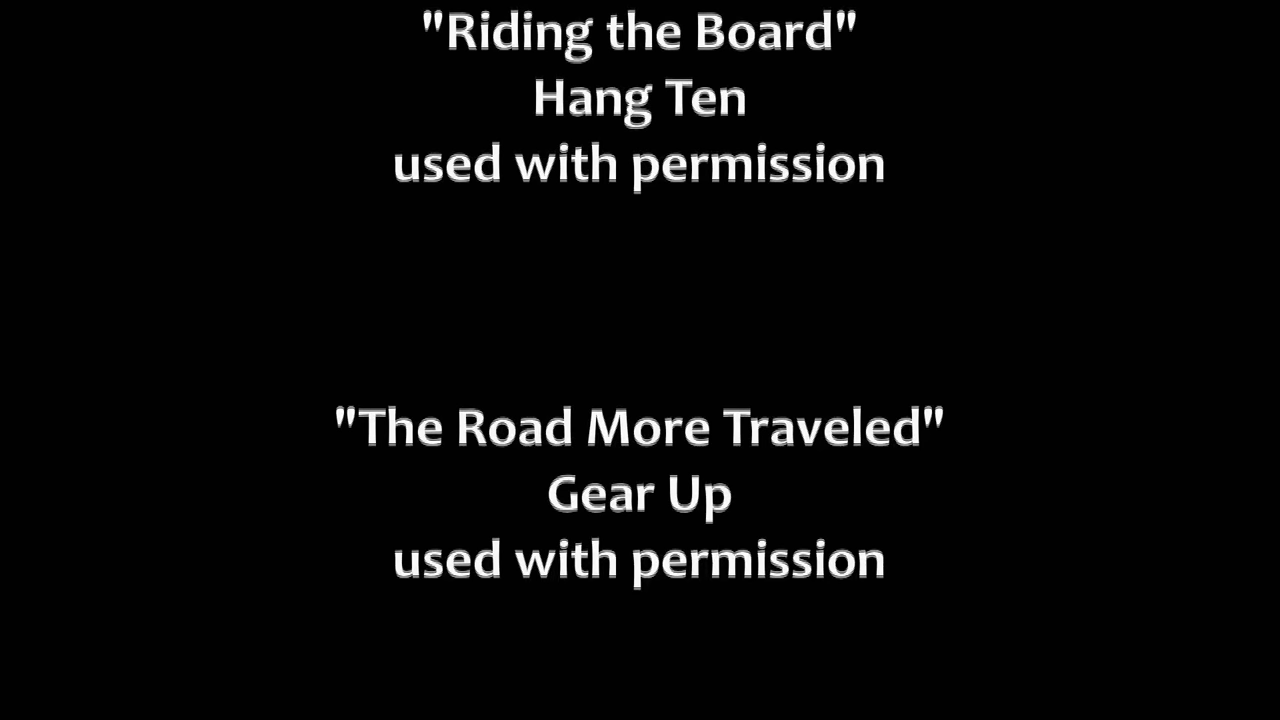 "Riding the Board"
Hang Ten
used with permission
"The Road More Traveled"
Gear Up
used with permission